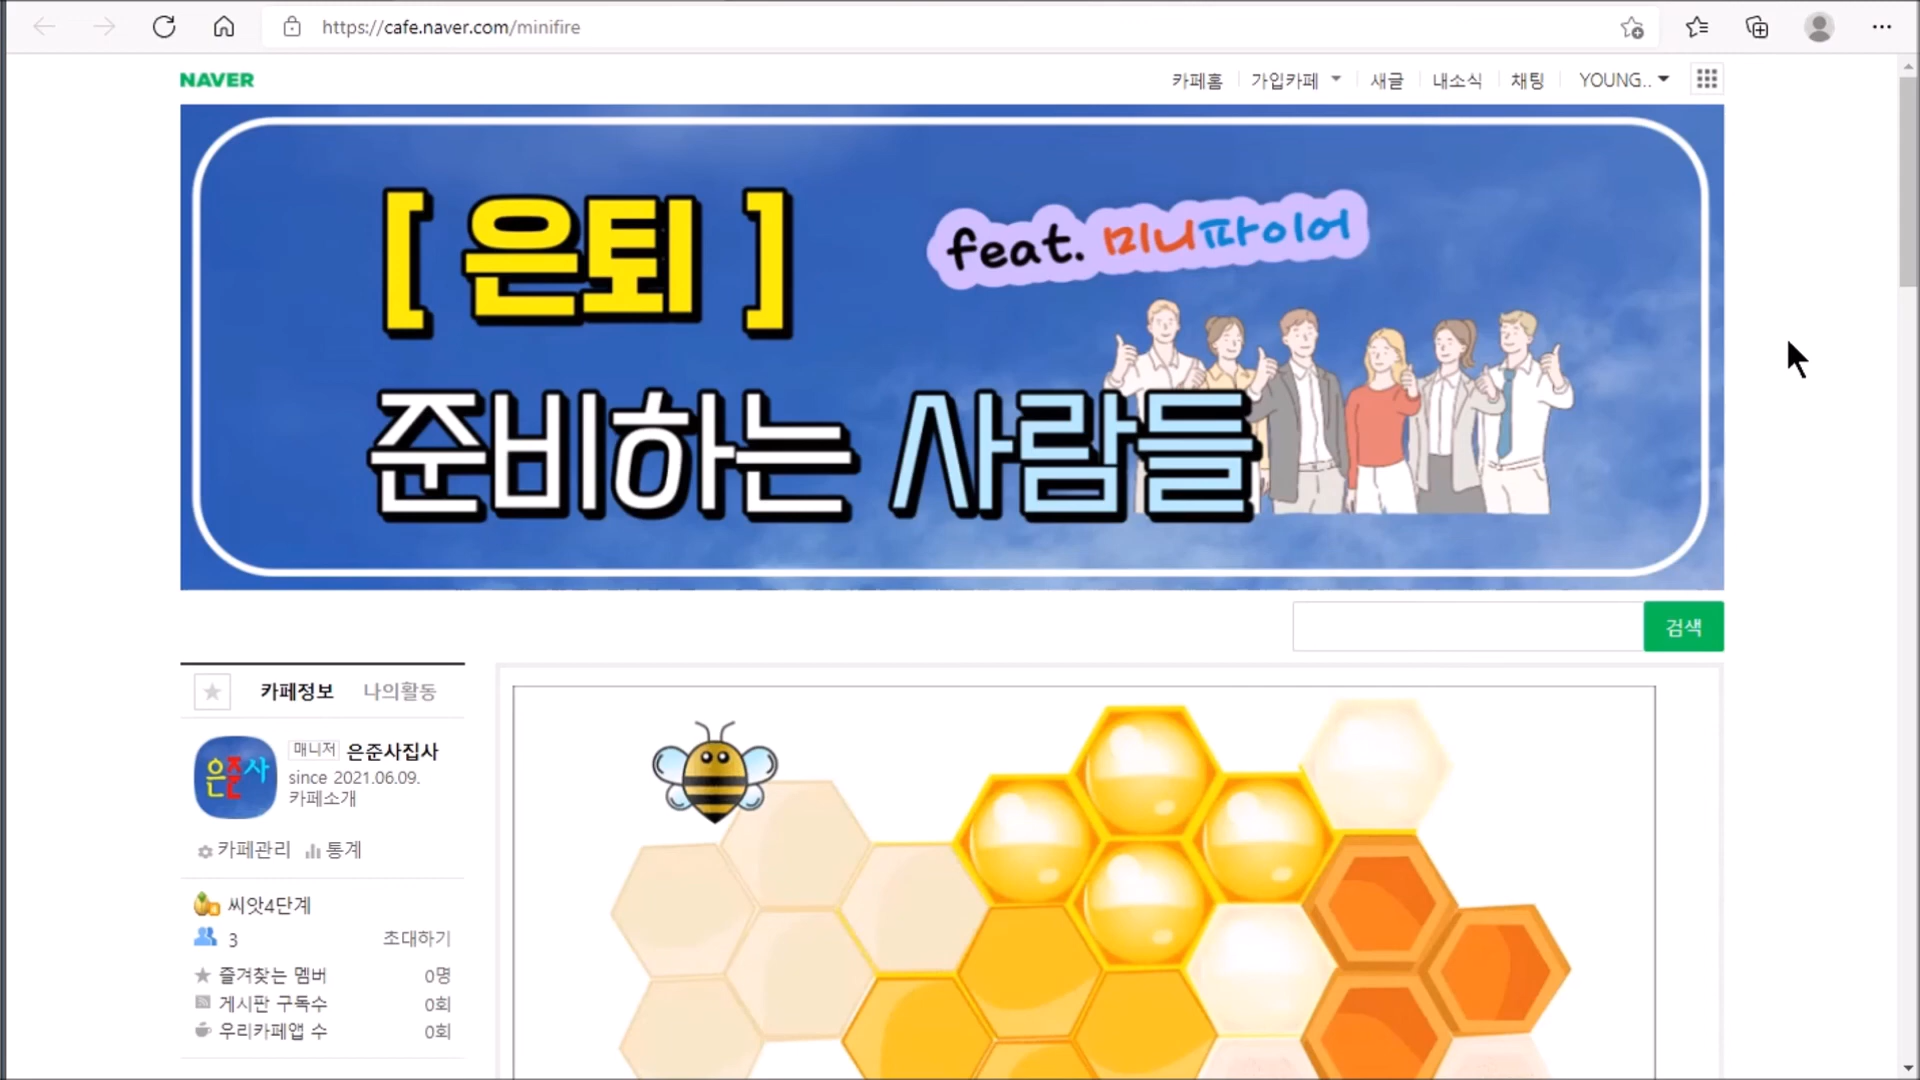 https://cafe.naver.com/minifire
NAVER
카페홈 가입카페 새글 내소식 채팅 YOUNG..
[ 은퇴 ] feat. 미니파이어
준비하는 사람들
검색
카페정보 나의활동
은준사
매니저 은준사집사
since 2021.06.09.
카페소개
카페관리 통계
씨앗4단계
3 초대하기
즐겨찾는 멤버 0명
게시판 구독수 0회
우리카페앱 수 0회